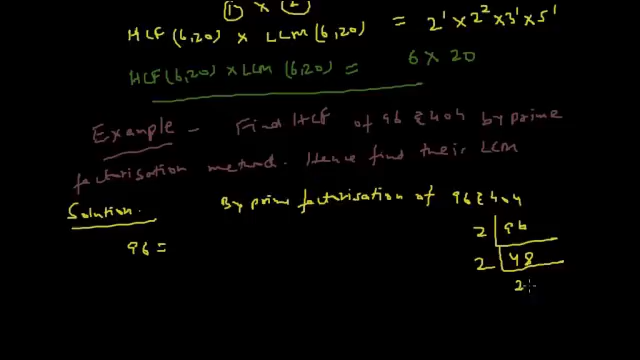 ① × ②
HCF (6,20) × LCM (6,20) = 2¹ × 2² × 3¹ × 5¹
HCF (6,20) × LCM (6,20) = 6 × 20
Example - Find HCF of 96 & 404 by prime
factorisation method. Hence find their LCM
Solution. By prime factorisation of 96 & 404
96 =
2 | 96
2 | 48
2